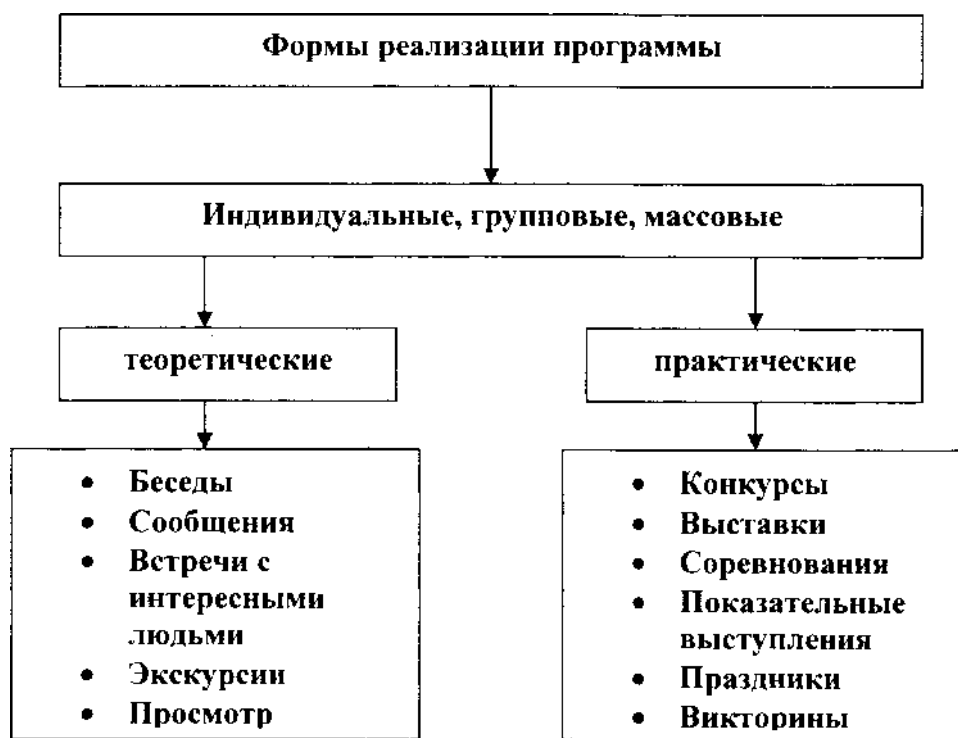 Формы реализации программы
Индивидуальные, групповые, массовые
теоретические
практические
• Беседы
• Сообщения
• Встречи с
интересными
людьми
• Экскурсии
• Просмотр
• Конкурсы
• Выставки
• Соревнования
• Показательные
выступления
• Праздники
• Викторины